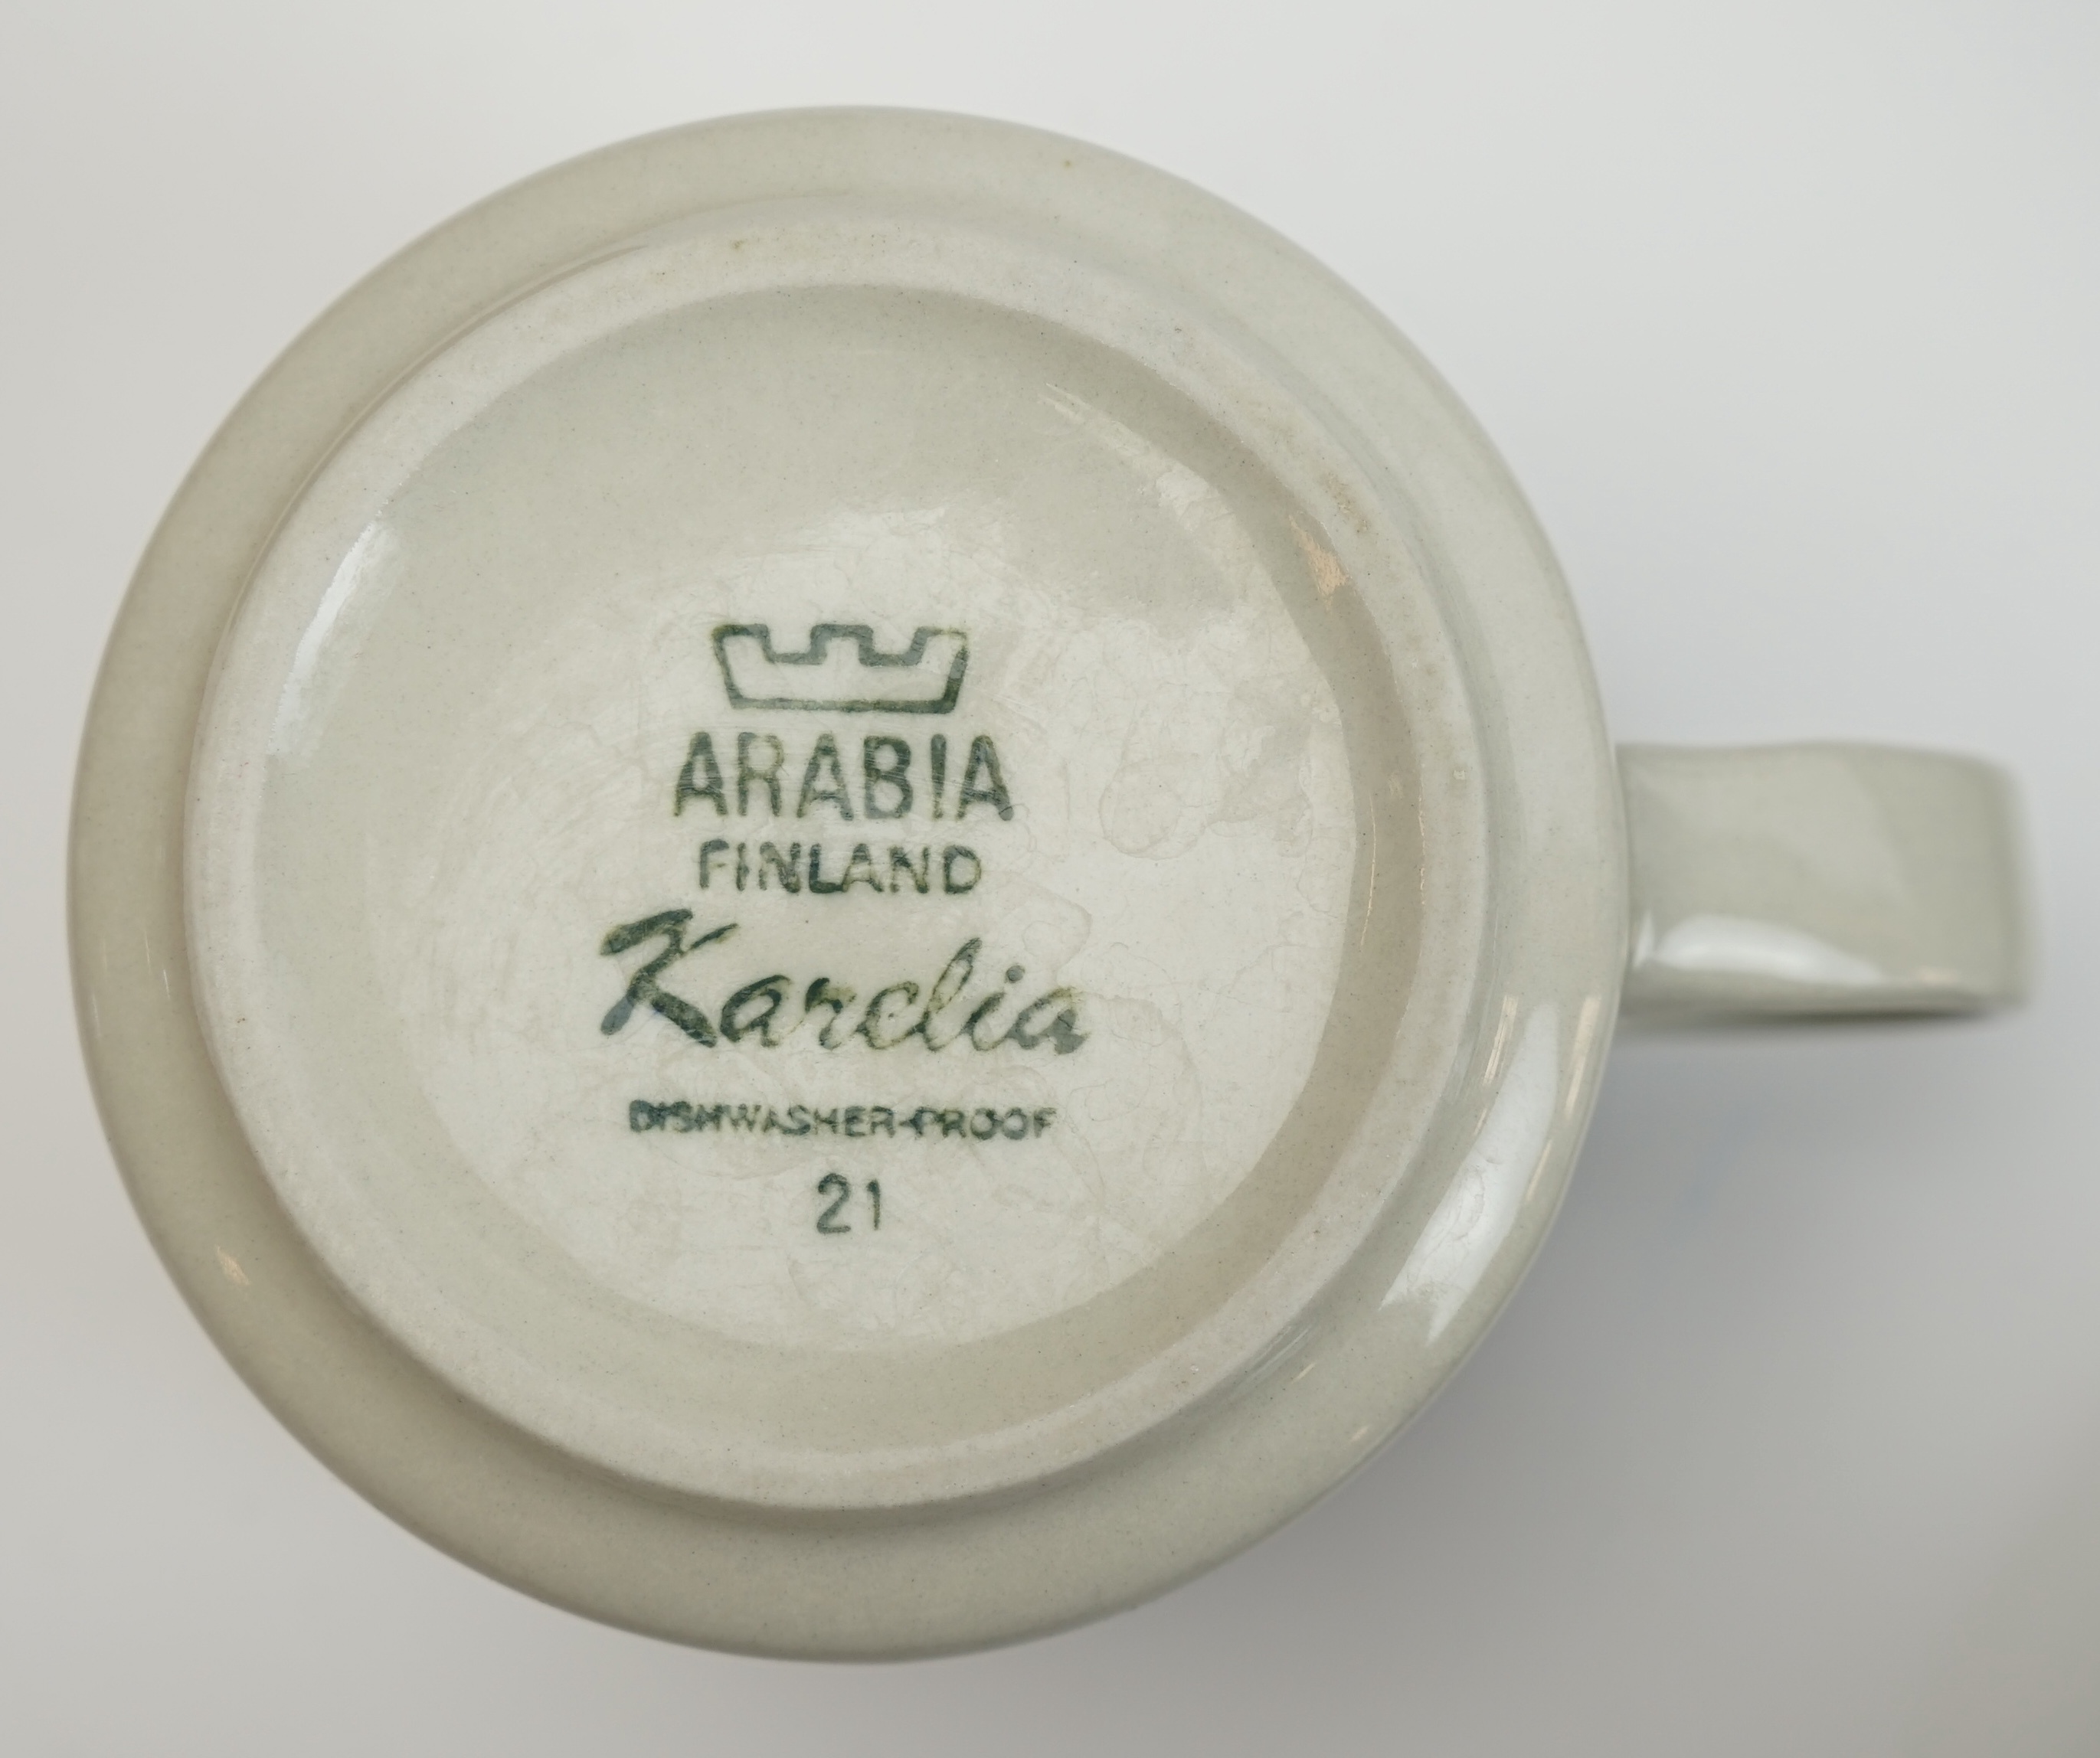 ARABIA
FINLAND
Karelia
DISHWASHER-PROOF
21